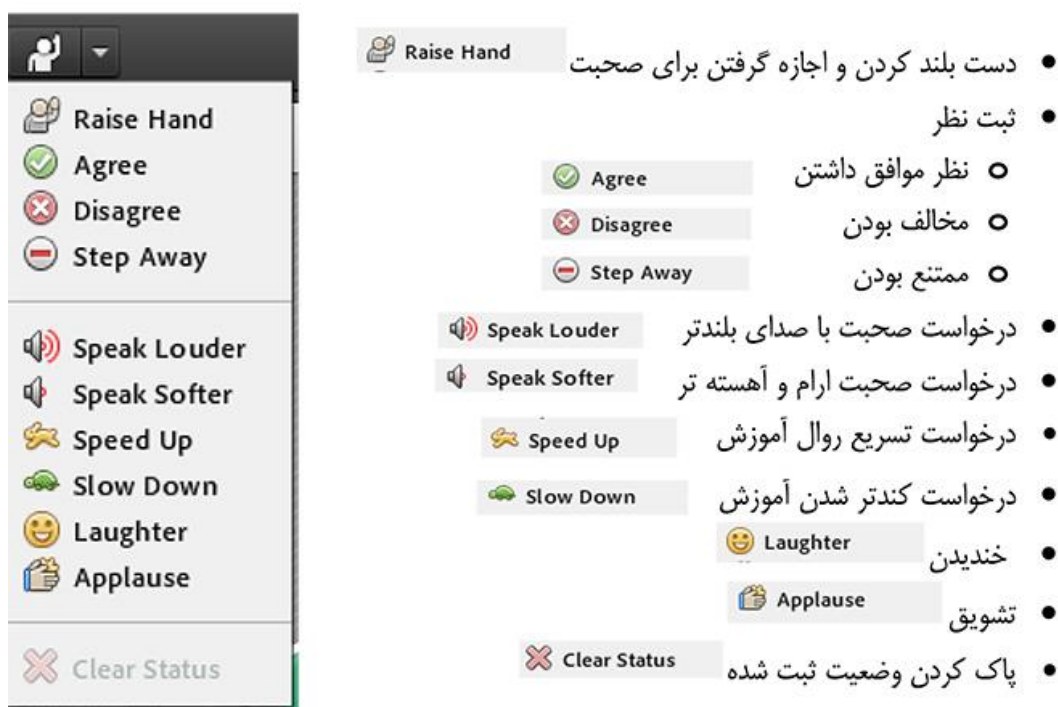 Raise Hand
Agree
Disagree
Step Away
Speak Louder
Speak Softer
Speed Up
Slow Down
Laughter
Applause
Clear Status
دست بلند کردن و اجازه گرفتن برای صحبت Raise Hand
ثبت نظر
نظر موافق داشتن Agree
مخالف بودن Disagree
ممتنع بودن Step Away
درخواست صحبت با صدای بلندتر Speak Louder
درخواست صحبت ارام و آهسته تر Speak Softer
درخواست تسریع روال آموزش Speed Up
درخواست کندتر شدن آموزش Slow Down
خندیدن Laughter
تشویق Applause
پاک کردن وضعیت ثبت شده Clear Status